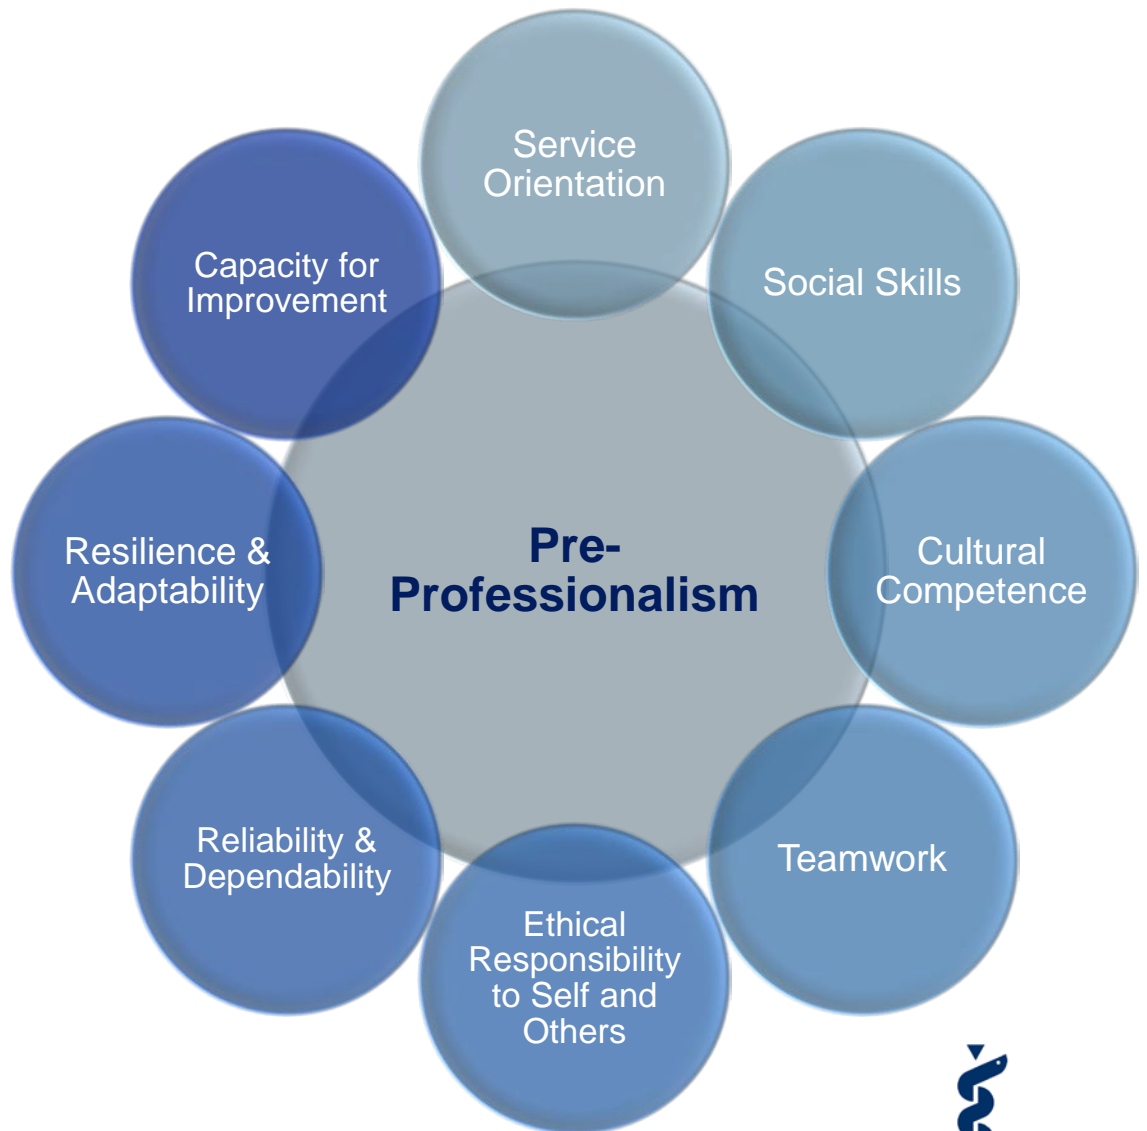 Service
Orientation
Social Skills
Cultural
Competence
Teamwork
Ethical
Responsibility
to Self and
Others
Reliability &
Dependability
Resilience &
Adaptability
Capacity for
Improvement
Pre-
Professionalism